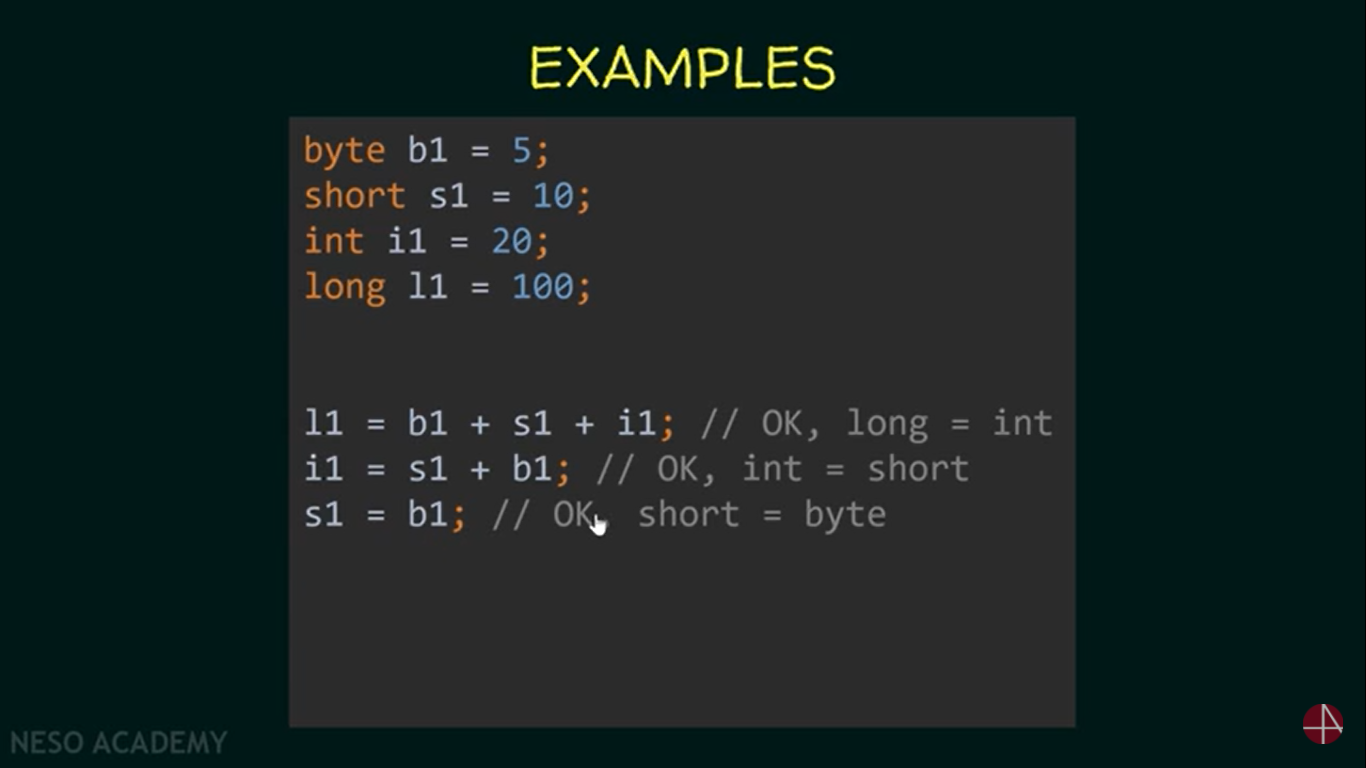 EXAMPLES
byte b1 = 5;
short s1 = 10;
int i1 = 20;
long l1 = 100;
l1 = b1 + s1 + i1; // OK, long = int
i1 = s1 + b1; // OK, int = short
s1 = b1; // OK, short = byte
NESO ACADEMY